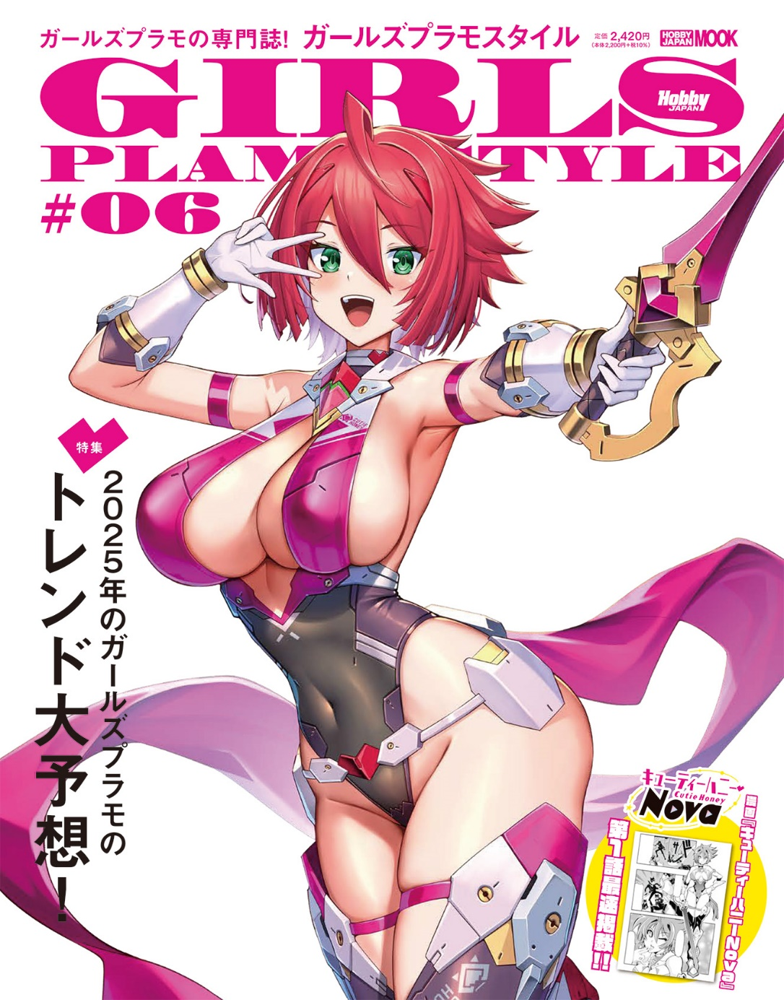 ガールズプラモの専門誌! ガールズプラモスタイル
定価 2,420円
(本体2,200円+税10%)
HOBBY JAPAN MOOK
GIRLS
Hobby JAPAN
PLAM STYLE
#06
CUTIE HONEY
特集
2025年のガールズプラモの
トレンド大予想!
キューティーハニー
Cutie Honey
Nova
漫画『キューティーハニーNova』
第1話最速掲載!!